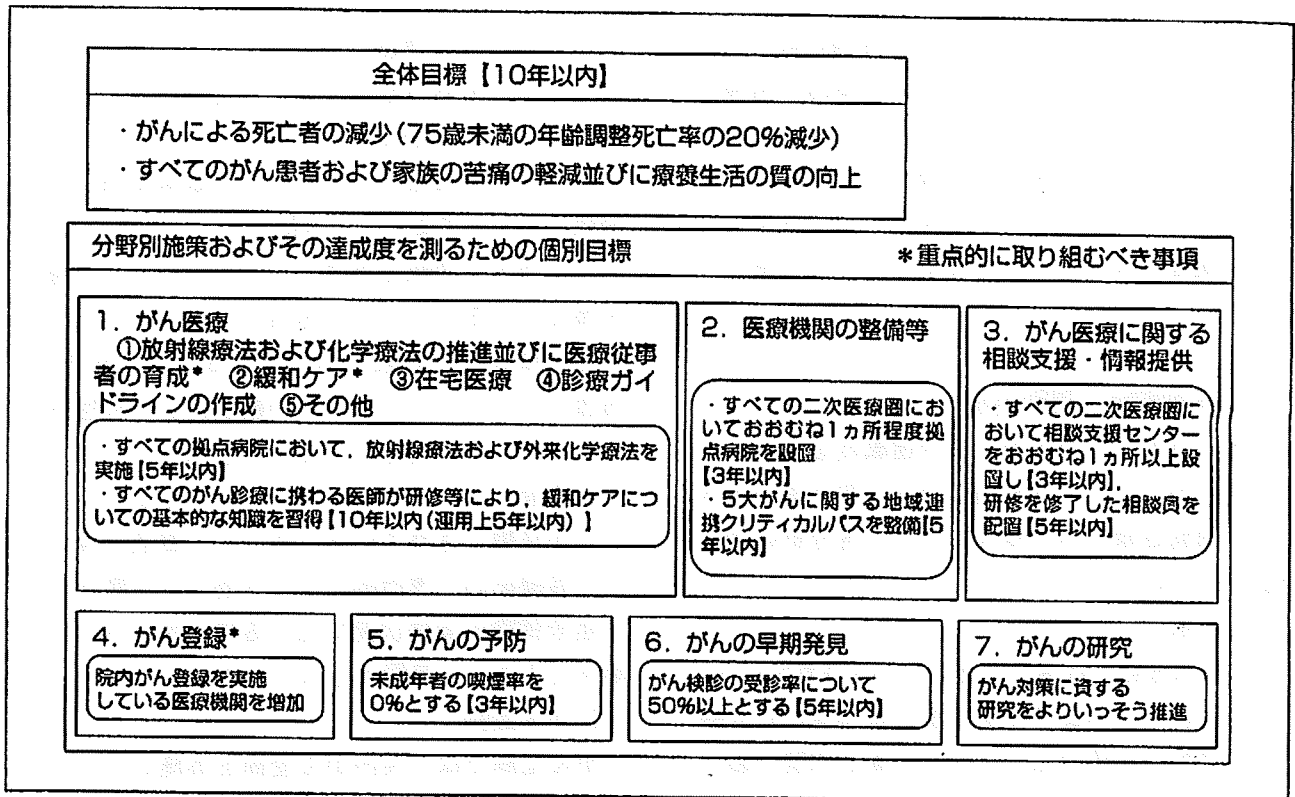 全体目標【10年以内】
・がんによる死亡者の減少(75歳未満の年齢調整死亡率の20%減少)
・すべてのがん患者および家族の苦痛の軽減並びに療養生活の質の向上
分野別施策およびその達成度を測るための個別目標
*重点的に取り組むべき事項
1. がん医療
①放射線療法および化学療法の推進並びに医療従事
者の育成* ②緩和ケア* ③在宅医療 ④診療ガイ
ドラインの作成 ⑤その他
・すべての拠点病院において,放射線療法および外来化学療法を
実施【5年以内】
・すべてのがん診療に携わる医師が研修等により,緩和ケアにつ
いての基本的な知識を習得【10年以内(運用上5年以内)】
2. 医療機関の整備等
・すべての二次医療圏にお
いておおむね1ヵ所程度拠
点病院を設置
【3年以内】
・5大がんに関する地域連
携クリティカルパスを整備【5
年以内】
3. がん医療に関する
相談支援・情報提供
・すべての二次医療圏に
おいて相談支援センター
をおおむね1ヵ所以上設
置し【3年以内】,
研修を修了した相談員を
配置【5年以内】
4. がん登録*
院内がん登録を実施
している医療機関を増加
5. がんの予防
未成年者の喫煙率を
0%とする【3年以内】
6. がんの早期発見
がん検診の受診率について
50%以上とする【5年以内】
7. がんの研究
がん対策に資する
研究をよりいっそう推進